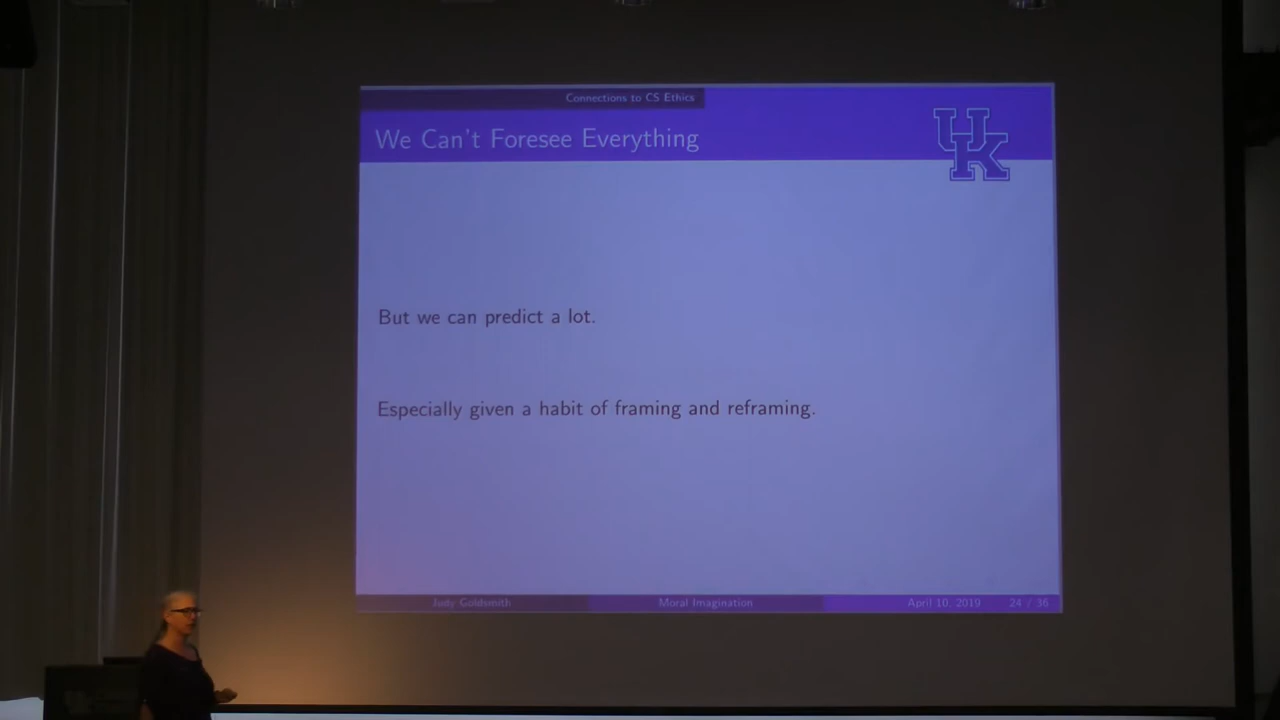 Connections to CS Ethics
We Can't Foresee Everything
UK
But we can predict a lot.
Especially given a habit of framing and reframing.
Judy Goldsmith Moral Imagination April 10, 2019 24 / 36